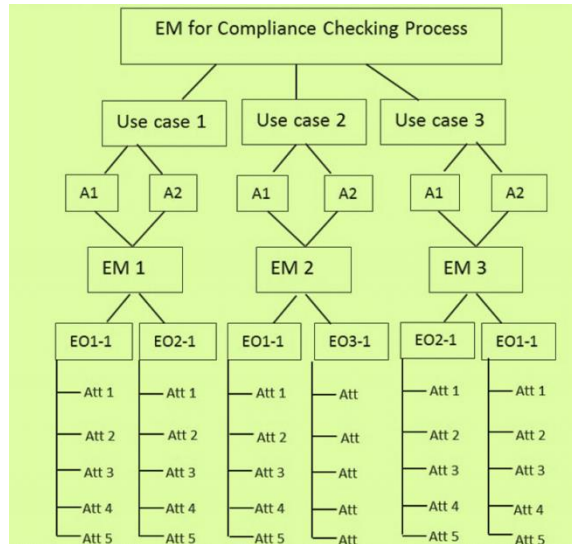 EM for Compliance Checking Process
Use case 1 Use case 2 Use case 3
A1 A2 A1 A2 A1 A2
EM 1 EM 2 EM 3
EO1-1 EO2-1 EO1-1 EO3-1 EO2-1 EO1-1
Att 1 Att 1 Att 1 Att Att 1 Att 1
Att 2 Att 2 Att 2 Att Att 2 Att 2
Att 3 Att 3 Att 3 Att Att 3 Att 3
Att 4 Att 4 Att 4 Att Att 4 Att 4
Att 5 Att 5 Att 5 Att Att 5 Att 5